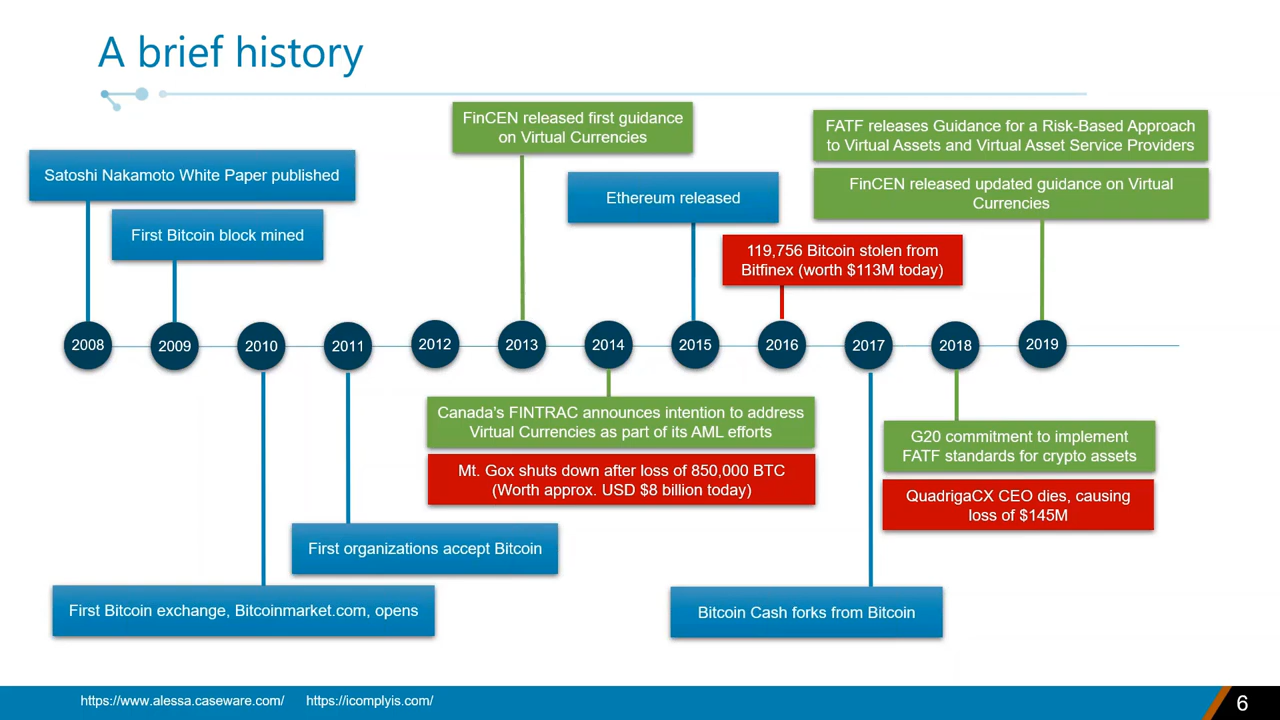 A brief history
FinCEN released first guidance
on Virtual Currencies
FATF releases Guidance for a Risk-Based Approach
to Virtual Assets and Virtual Asset Service Providers
Satoshi Nakamoto White Paper published
Ethereum released
FinCEN released updated guidance on Virtual
Currencies
First Bitcoin block mined
119,756 Bitcoin stolen from
Bitfinex (worth $113M today)
2008 2009 2010 2011 2012 2013 2014 2015 2016 2017 2018 2019
Canada's FINTRAC announces intention to address
Virtual Currencies as part of its AML efforts
G20 commitment to implement
FATF standards for crypto assets
Mt. Gox shuts down after loss of 850,000 BTC
(Worth approx. USD $8 billion today)
QuadrigaCX CEO dies, causing
loss of $145M
First organizations accept Bitcoin
First Bitcoin exchange, Bitcoinmarket.com, opens
Bitcoin Cash forks from Bitcoin
https://www.alessa.caseware.com/ https://icomplyis.com/
6